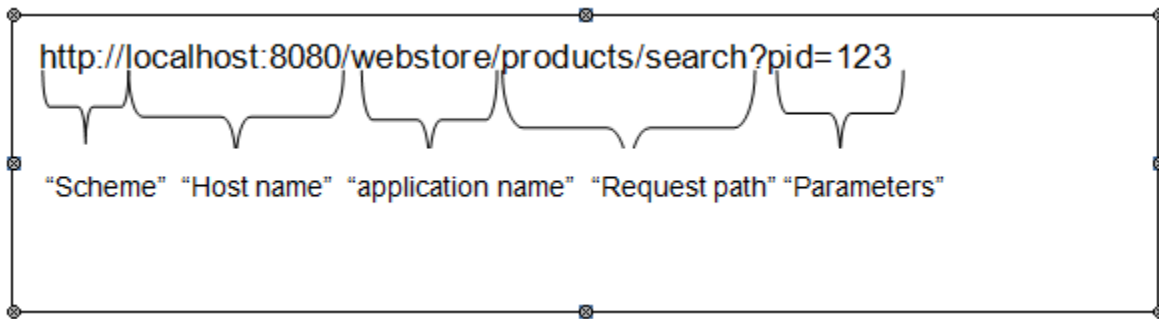 http://localhost:8080/webstore/products/search?pid=123
“Scheme” “Host name” “application name” “Request path” “Parameters”